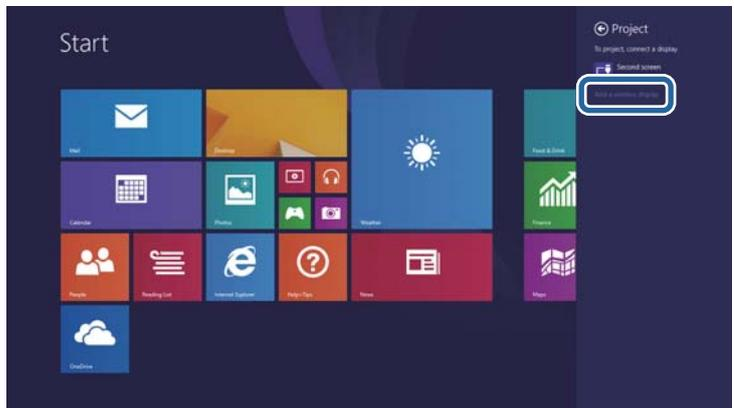 Start
Project
To project, connect a display
Second screen
Add a wireless display
Mail
Desktop
Weather
Food & Drink
Calendar
Photos
Finance
People
Reading List
Internet Explorer
Help+Tips
News
Maps
OneDrive